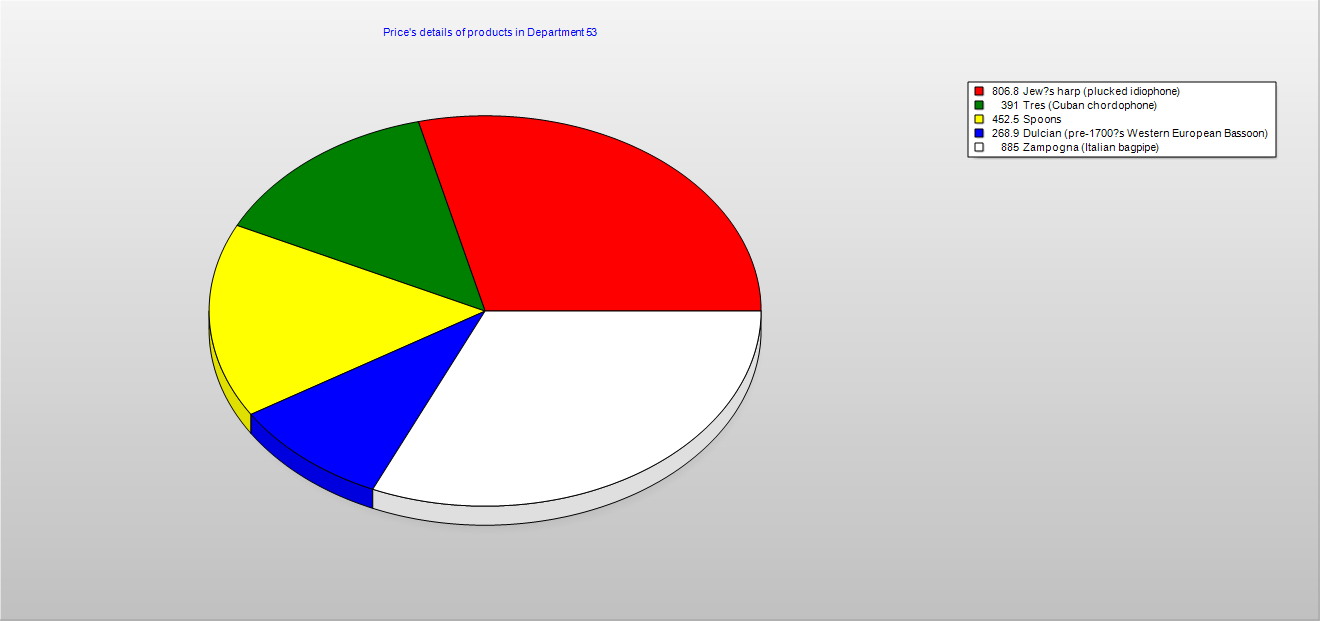 Price's details of products in Department 53
806.8 Jew?s harp (plucked idiophone)
391 Tres (Cuban chordophone)
452.5 Spoons
268.9 Dulcian (pre-1700?s Western European Bassoon)
885 Zampogna (Italian bagpipe)